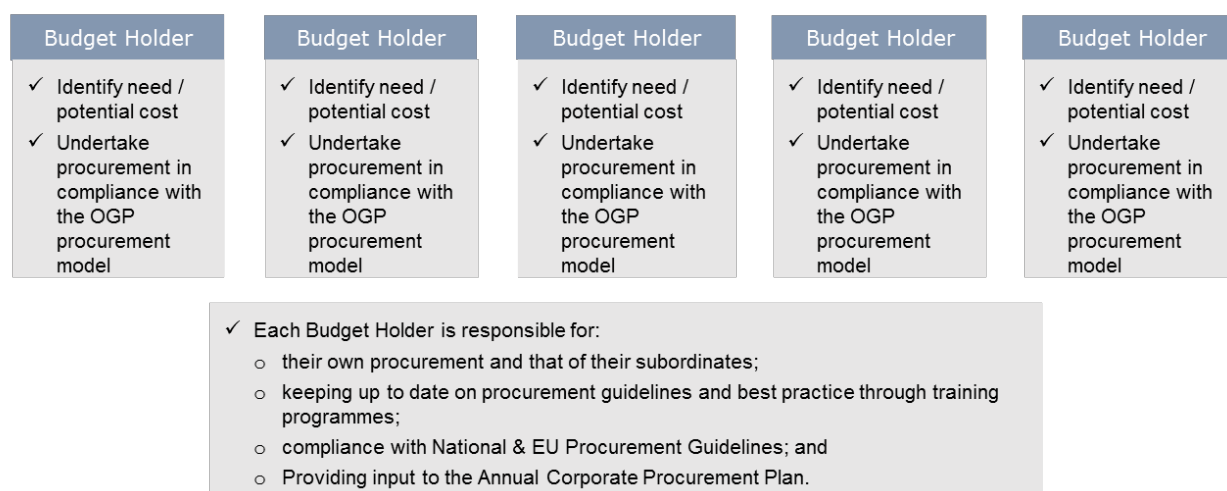 Budget Holder
✓ Identify need /
potential cost
✓ Undertake
procurement in
compliance with
the OGP
procurement
model
Budget Holder
✓ Identify need /
potential cost
✓ Undertake
procurement in
compliance with
the OGP
procurement
model
Budget Holder
✓ Identify need /
potential cost
✓ Undertake
procurement in
compliance with
the OGP
procurement
model
Budget Holder
✓ Identify need /
potential cost
✓ Undertake
procurement in
compliance with
the OGP
procurement
model
Budget Holder
✓ Identify need /
potential cost
✓ Undertake
procurement in
compliance with
the OGP
procurement
model
✓ Each Budget Holder is responsible for:
o their own procurement and that of their subordinates;
o keeping up to date on procurement guidelines and best practice through training
programmes;
o compliance with National & EU Procurement Guidelines; and
o Providing input to the Annual Corporate Procurement Plan.